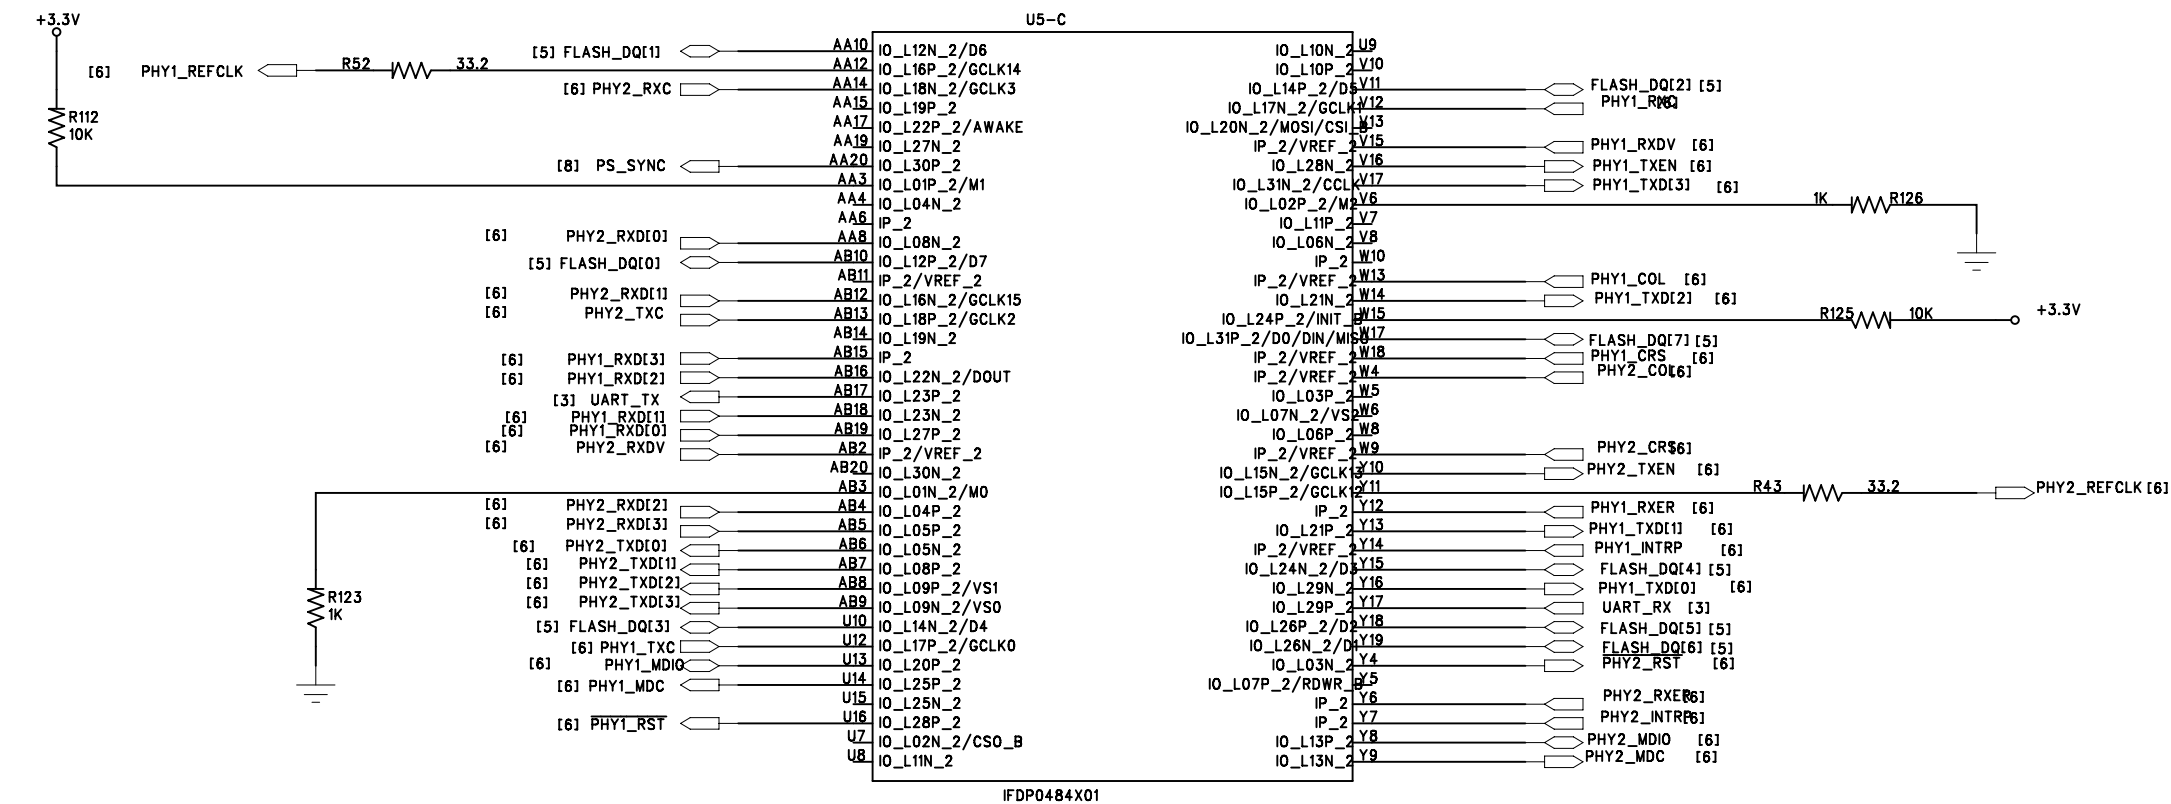 U5-C
+3.3V
R112
10K
[6] PHY1_REFCLK R52 33.2
[5] FLASH_DQ[1] AA10 IO_L12N_2/D6
AA12 IO_L16P_2/GCLK14
[6] PHY2_RXC AA14 IO_L18N_2/GCLK3
AA15 IO_L19P_2
AA17 IO_L22P_2/AWAKE
AA19 IO_L27N_2
[8] PS_SYNC AA20 IO_L30P_2
AA3 IO_L01P_2/M1
AA4 IO_L04N_2
AA6 IP_2
[6] PHY2_RXD[0] AA8 IO_L08N_2
[5] FLASH_DQ[0] AB10 IO_L12P_2/D7
AB11 IP_2/VREF_2
[6] PHY2_RXD[1] AB12 IO_L16N_2/GCLK15
[6] PHY2_TXC AB13 IO_L18P_2/GCLK2
AB14 IO_L19N_2
[6] PHY1_RXD[3] AB15 IP_2
[6] PHY1_RXD[2] AB16 IO_L22N_2/DOUT
[3] UART_TX AB17 IO_L23P_2
[6] PHY1_RXD[1] AB18 IO_L23N_2
[6] PHY1_RXD[0] AB19 IO_L27P_2
[6] PHY2_RXDV AB2 IP_2/VREF_2
AB20 IO_L30N_2
AB3 IO_L01N_2/M0
[6] PHY2_RXD[2] AB4 IO_L04P_2
[6] PHY2_RXD[3] AB5 IO_L05P_2
[6] PHY2_TXD[0] AB6 IO_L05N_2
[6] PHY2_TXD[1] AB7 IO_L08P_2
[6] PHY2_TXD[2] AB8 IO_L09P_2/VS1
[6] PHY2_TXD[3] AB9 IO_L09N_2/VS0
R123
1K
[5] FLASH_DQ[3] U10 IO_L14N_2/D4
[6] PHY1_TXC U12 IO_L17P_2/GCLK0
[6] PHY1_MDIO U13 IO_L20P_2
[6] PHY1_MDC U14 IO_L25P_2
U15 IO_L25N_2
[6] PHY1_RST U16 IO_L28P_2
U7 IO_L02N_2/CSO_B
U8 IO_L11N_2
IO_L10N_2 U9
IO_L10P_2 V10
IO_L14P_2/D5 V11 FLASH_DQ[2] [5]
IO_L17N_2/GCLK1 V12 PHY1_RXC [6]
IO_L20N_2/MOSI/CSI_B V13
IP_2/VREF_2 V15 PHY1_RXDV [6]
IO_L28N_2 V16 PHY1_TXEN [6]
IO_L31N_2/CCLK V17 PHY1_TXD[3] [6]
IO_L02P_2/M2 V6 1K R126
IO_L11P_2 V7
IO_L06N_2 V8
IP_2 W10
IP_2/VREF_2 W13 PHY1_COL [6]
IO_L21N_2 W14 PHY1_TXD[2] [6]
IO_L24P_2/INIT_B W15 R125 10K +3.3V
IO_L31P_2/DO/DIN/MISO W17 FLASH_DQ[7] [5]
IP_2/VREF_2 W18 PHY1_CRS [6]
IP_2/VREF_2 W4 PHY2_COL [6]
IO_L03P_2 W5
IO_L07N_2/VS2 W6
IO_L06P_2 W8
IP_2/VREF_2 W9 PHY2_CRS [6]
IO_L15N_2/GCLK13 Y10 PHY2_TXEN [6]
IO_L15P_2/GCLK12 Y11 R43 33.2 PHY2_REFCLK [6]
IP_2 Y12 PHY1_RXER [6]
IO_L21P_2 Y13 PHY1_TXD[1] [6]
IP_2/VREF_2 Y14 PHY1_INTRP [6]
IO_L24N_2/D3 Y15 FLASH_DQ[4] [5]
IO_L29N_2 Y16 PHY1_TXD[0] [6]
IO_L29P_2 Y17 UART_RX [3]
IO_L26P_2/D2 Y18 FLASH_DQ[5] [5]
IO_L26N_2/D1 Y19 FLASH_DQ[6] [5]
IO_L03N_2 Y4 PHY2_RST [6]
IO_L07P_2/RDWR_B Y5
IP_2 Y6 PHY2_RXER [6]
IP_2 Y7 PHY2_INTRP [6]
IO_L13P_2 Y8 PHY2_MDIO [6]
IO_L13N_2 Y9 PHY2_MDC [6]
IFDP0484X01